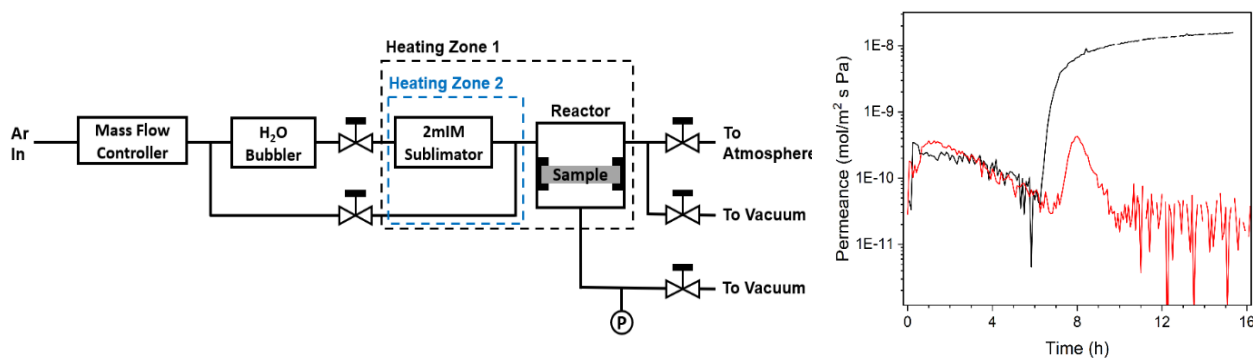 Heating Zone 1
Heating Zone 2
Reactor
Ar
In
Mass Flow
Controller
H₂O
Bubbler
2mIM
Sublimator
Sample
To
Atmosphere
To Vacuum
To Vacuum
P
Permeance (mol/m² s Pa)
1E-8
1E-9
1E-10
1E-11
0
4
8
12
16
Time (h)